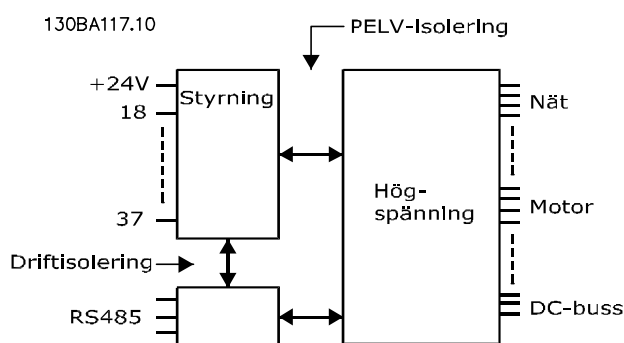 130BA117.10
PELV-isolering
+24V
Styrning
18
Nät
Hög-
spänning
37
Motor
Driftisolering
RS485
DC-buss